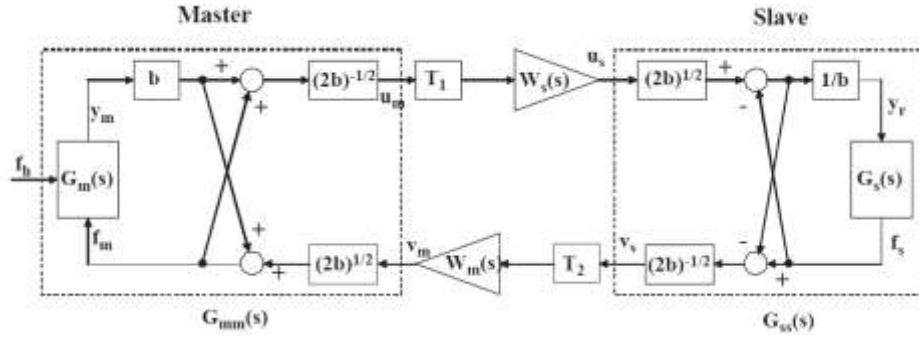 Master
Slave
b
(2b)^-1/2
T_1
W_s(s)
u_s
(2b)^1/2
1/b
+
+
+
-
u_m
y_m
y_r
f_h
G_m(s)
G_s(s)
f_m
+
+
(2b)^1/2
v_m
W_m(s)
T_2
v_s
(2b)^-1/2
-
+
f_s
G_mm(s)
G_ss(s)